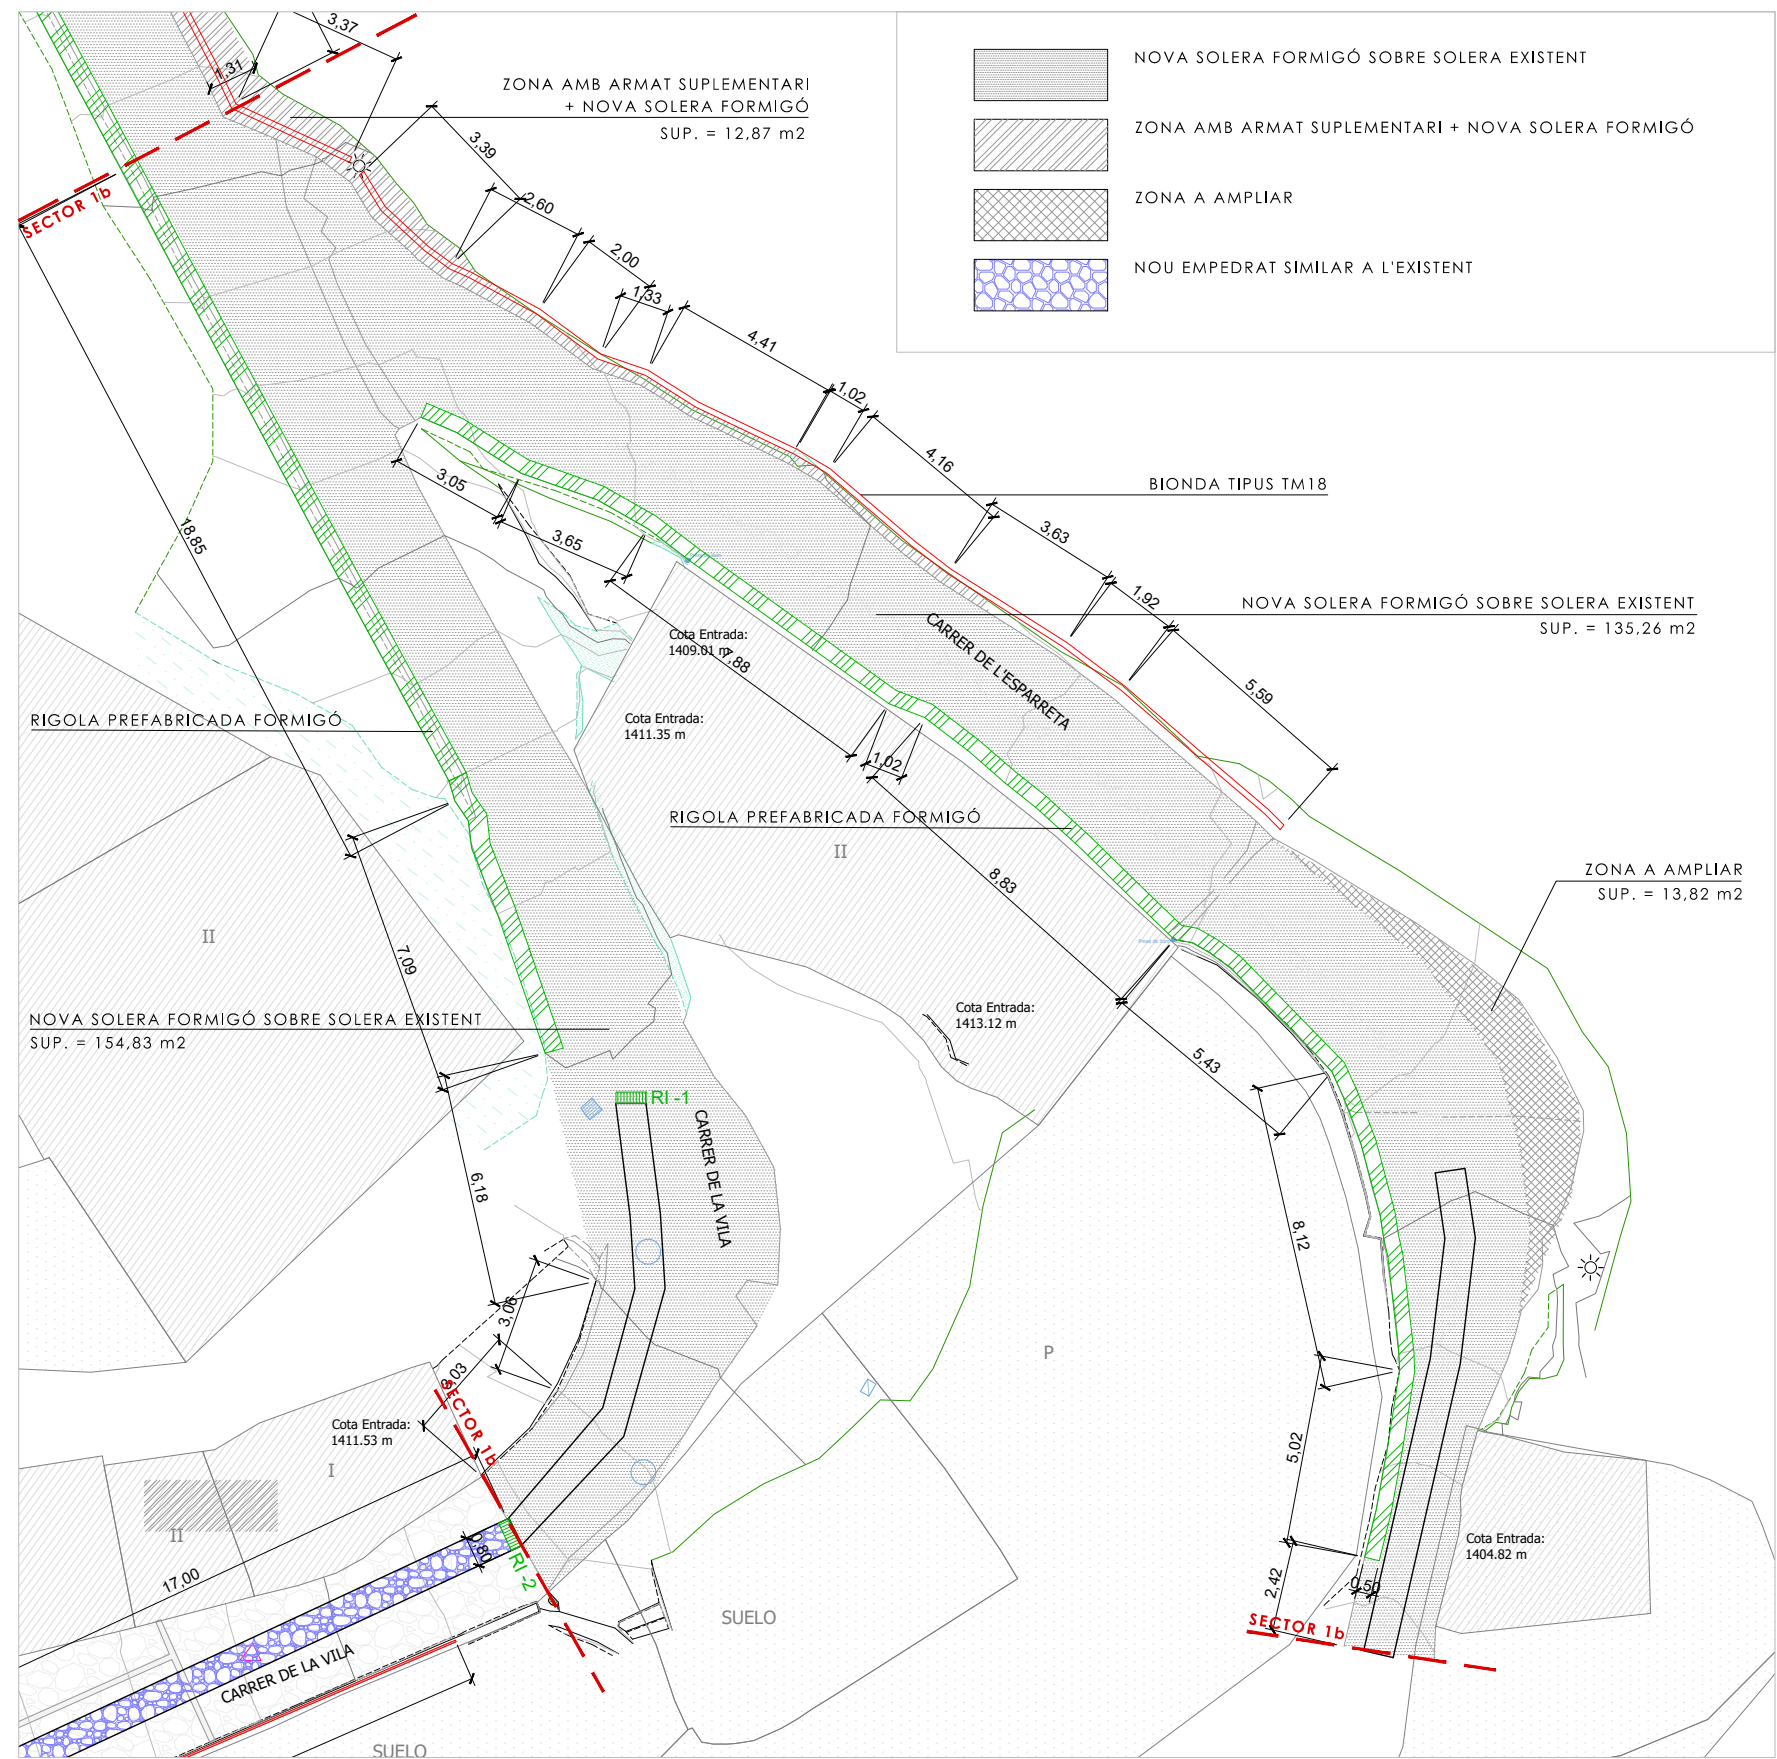 NOVA SOLERA FORMIGÓ SOBRE SOLERA EXISTENT
ZONA AMB ARMAT SUPLEMENTARI + NOVA SOLERA FORMIGÓ
ZONA A AMPLIAR
NOU EMPEDRAT SIMILAR A L'EXISTENT
3,37
1,31
ZONA AMB ARMAT SUPLEMENTARI
+ NOVA SOLERA FORMIGÓ
SUP. = 12,87 m2
3,39
SECTOR 1b
2,60
2,00
1,33
4,41
1,02
4,16
3,05
BIONDA TIPUS TM18
18,85
3,65
3,63
1,92
NOVA SOLERA FORMIGÓ SOBRE SOLERA EXISTENT
SUP. = 135,26 m2
Cota Entrada:
1409.01 m
7,88
CARRER DE L'ESPARRETA
5,59
Cota Entrada:
1411.35 m
RIGOLA PREFABRICADA FORMIGÓ
1,02
RIGOLA PREFABRICADA FORMIGÓ
II
8,83
ZONA A AMPLIAR
SUP. = 13,82 m2
II
7,09
Cota Entrada:
1413.12 m
NOVA SOLERA FORMIGÓ SOBRE SOLERA EXISTENT
SUP. = 154,83 m2
5,43
RI -1
CARRER DE LA VILA
6,18
8,12
3,06
P
3,03
SECTOR 1b
Cota Entrada:
1411.53 m
I
5,02
II
0,80
RI -2
Cota Entrada:
1404.82 m
17,00
2,42
0,50
SUELO
SECTOR 1b
CARRER DE LA VILA
SUELO